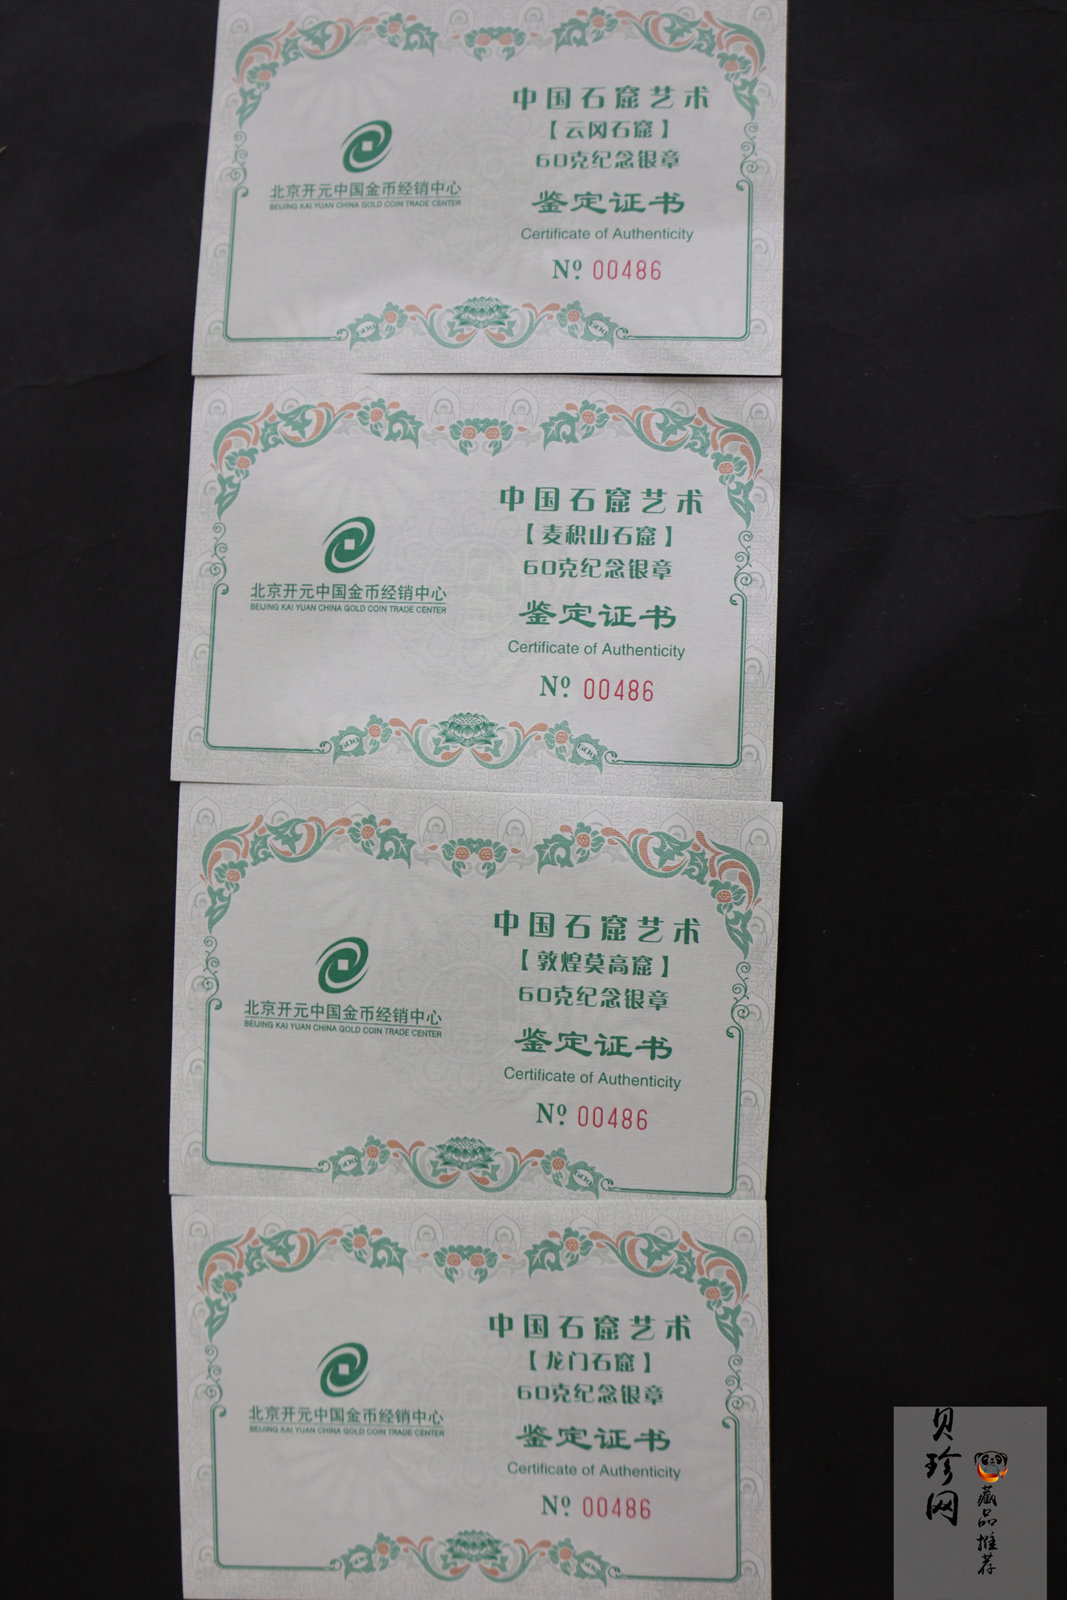 中国石窟艺术
【云冈石窟】
60克纪念银章
鉴定证书
Certificate of Authenticity
Nº. 00486
北京开元中国金币经销中心
BEIJING KAI YUAN CHINA GOLD COIN TRADE CENTER
中国石窟艺术
【麦积山石窟】
60克纪念银章
鉴定证书
Certificate of Authenticity
Nº. 00486
北京开元中国金币经销中心
BEIJING KAI YUAN CHINA GOLD COIN TRADE CENTER
中国石窟艺术
【敦煌莫高窟】
60克纪念银章
鉴定证书
Certificate of Authenticity
Nº. 00486
北京开元中国金币经销中心
BEIJING KAI YUAN CHINA GOLD COIN TRADE CENTER
中国石窟艺术
【龙门石窟】
60克纪念银章
鉴定证书
Certificate of Authenticity
Nº. 00486
北京开元中国金币经销中心
BEIJING KAI YUAN CHINA GOLD COIN TRADE CENTER
贝珍网
藏品推荐